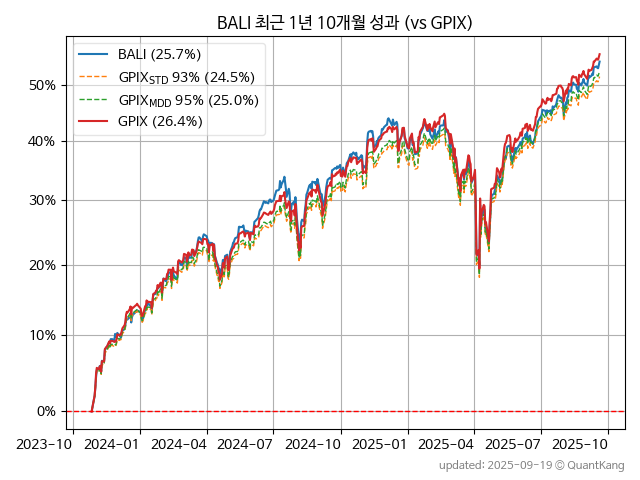 BALI 최근 1년 10개월 성과 (vs GPIX)
BALI (25.7%)
GPIX_STD 93% (24.5%)
GPIX_MDD 95% (25.0%)
GPIX (26.4%)
50%
40%
30%
20%
10%
0%
2023-10 2024-01 2024-04 2024-07 2024-10 2025-01 2025-04 2025-07 2025-10
updated: 2025-09-19 © QuantKang